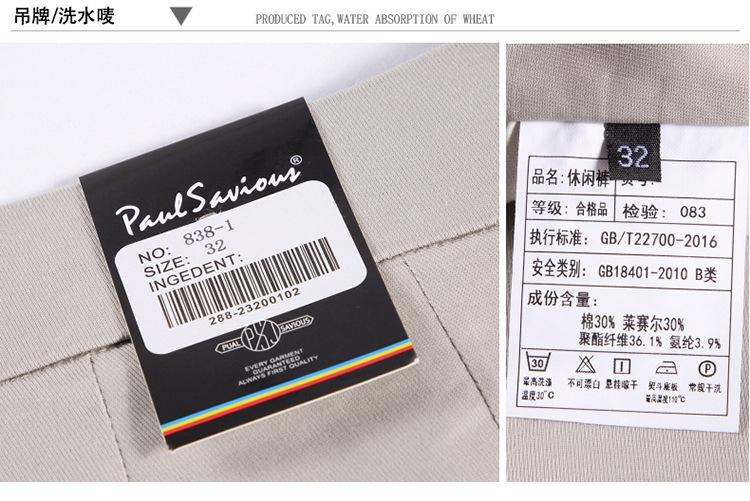 吊牌/洗水唛
PRODUCED TAG,WATER ABSORPTION OF WHEAT
Paul Savious®
NO: 838-1
SIZE: 32
INGEDENT:
288-23200102
PUAL PKJ SAVIOUS
EVERY GARMENT
GUARANTEED
ALWAYS FIRST QUALITY
32
品名: 休闲裤
等级: 合格品 检验: 083
执行标准: GB/T22700-2016
安全类别: GB18401-2010 B类
成份含量:
棉30% 莱赛尔30%
聚酯纤维36.1% 氨纶3.9%
30 P
最高洗涤温度30℃ 不可漂白 悬挂晾干 熨斗底板最高温度110℃ 常规干洗